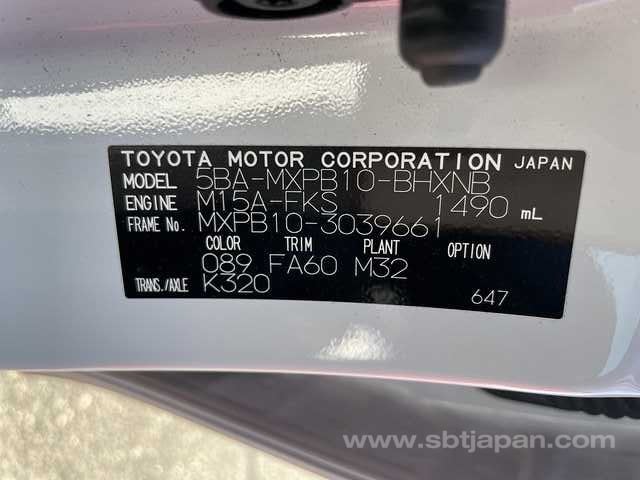 TOYOTA MOTOR CORPORATION JAPAN
MODEL 5BA-MXPB10-BHXNB
ENGINE M15A-FKS 1490 mL
FRAME No. MXPB10-3039661
COLOR TRIM PLANT OPTION
089 FA60 M32
TRANS./AXLE K320
647
www.sbtjapan.com